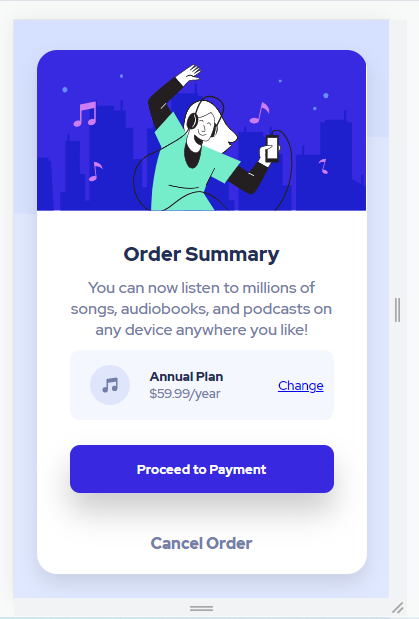 Order Summary
You can now listen to millions of
songs, audiobooks, and podcasts on
any device anywhere you like!
Annual Plan
$59.99/year
Change
Proceed to Payment
Cancel Order